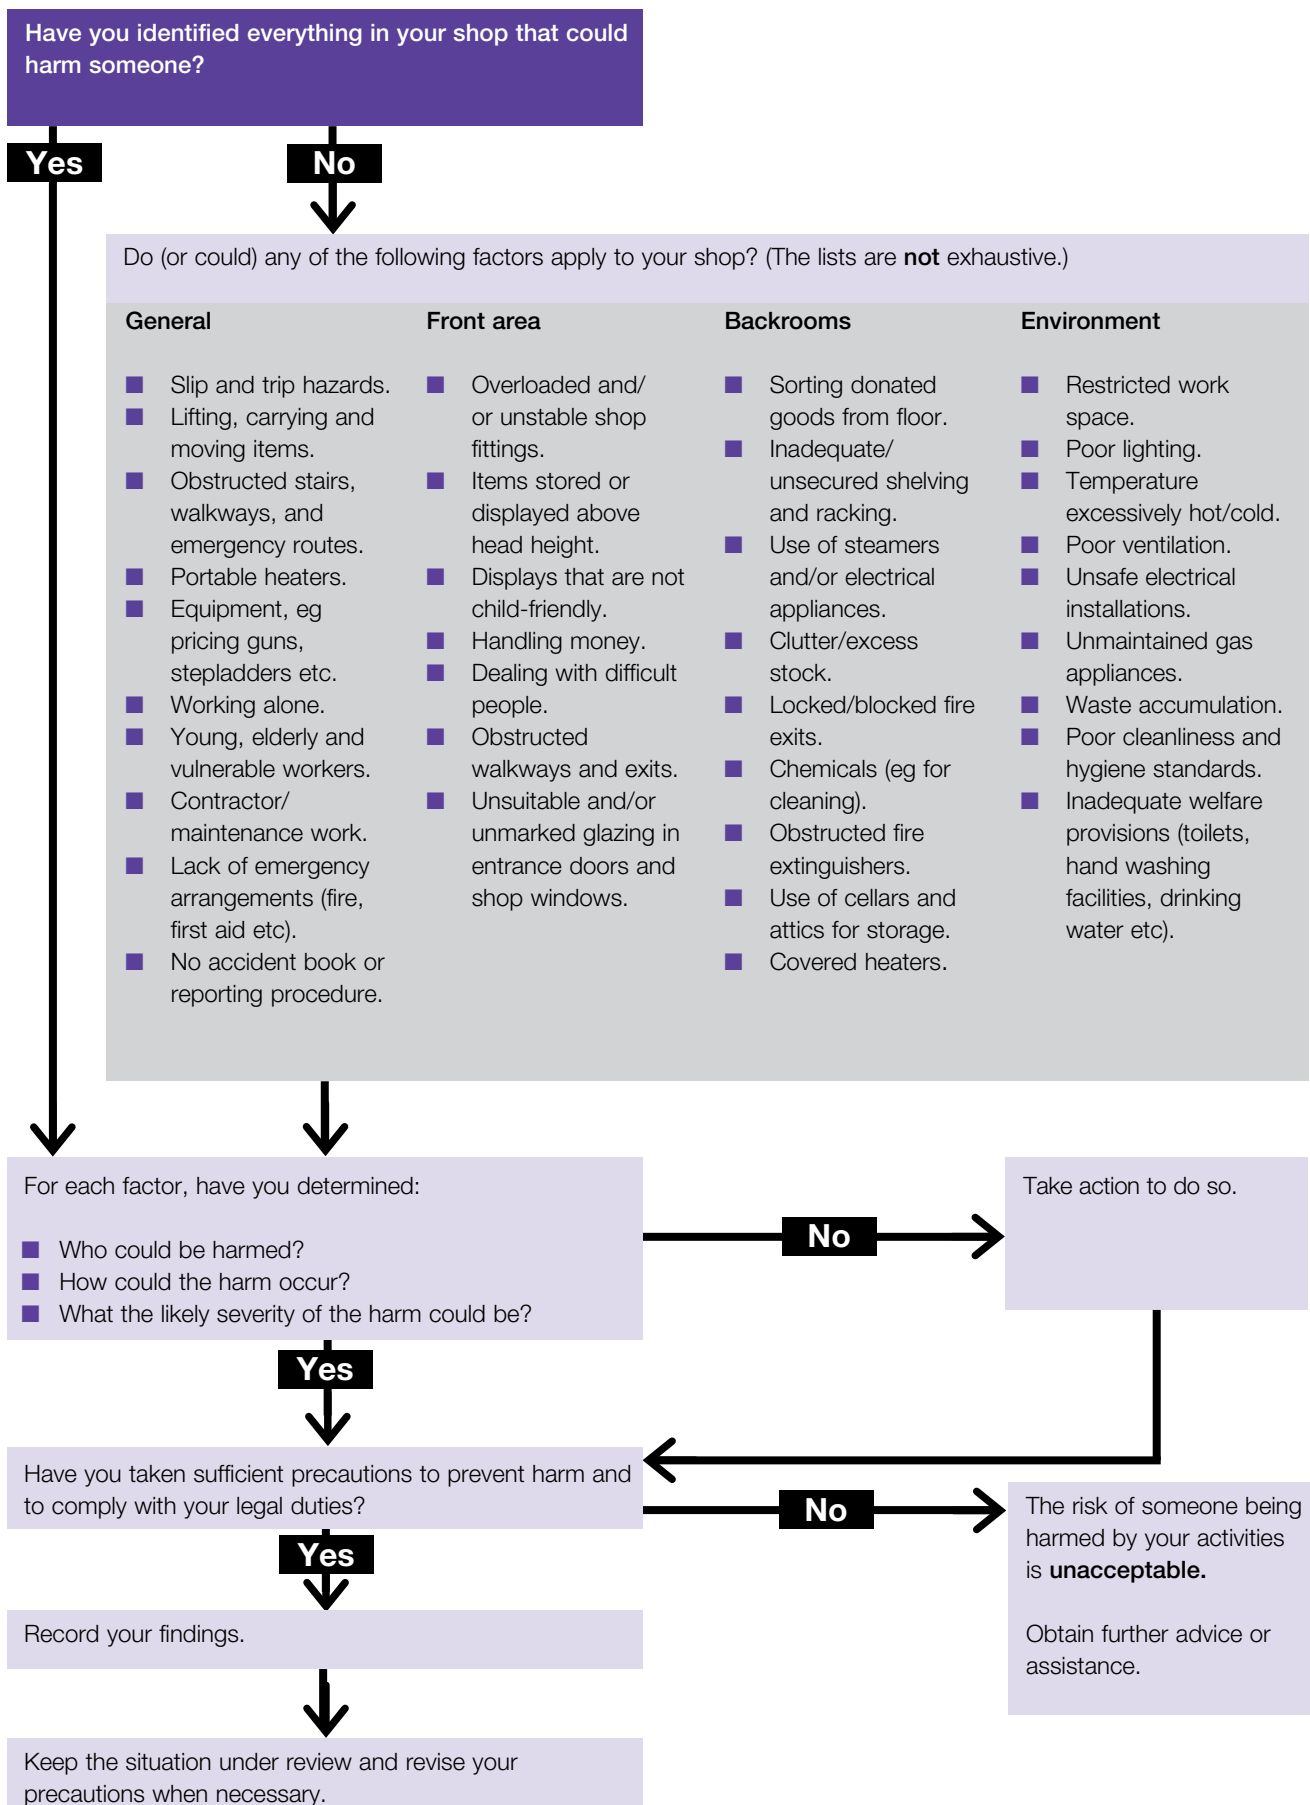 Have you identified everything in your shop that could
harm someone?
Yes
No
Do (or could) any of the following factors apply to your shop? (The lists are not exhaustive.)
General
■ Slip and trip hazards.
■ Lifting, carrying and
moving items.
■ Obstructed stairs,
walkways, and
emergency routes.
■ Portable heaters.
■ Equipment, eg
pricing guns,
stepladders etc.
■ Working alone.
■ Young, elderly and
vulnerable workers.
■ Contractor/
maintenance work.
■ Lack of emergency
arrangements (fire,
first aid etc).
■ No accident book or
reporting procedure.
Front area
■ Overloaded and/
or unstable shop
fittings.
■ Items stored or
displayed above
head height.
■ Displays that are not
child-friendly.
■ Handling money.
■ Dealing with difficult
people.
■ Obstructed
walkways and exits.
■ Unsuitable and/or
unmarked glazing in
entrance doors and
shop windows.
Backrooms
■ Sorting donated
goods from floor.
■ Inadequate/
unsecured shelving
and racking.
■ Use of steamers
and/or electrical
appliances.
■ Clutter/excess
stock.
■ Locked/blocked fire
exits.
■ Chemicals (eg for
cleaning).
■ Obstructed fire
extinguishers.
■ Use of cellars and
attics for storage.
■ Covered heaters.
Environment
■ Restricted work
space.
■ Poor lighting.
■ Temperature
excessively hot/cold.
■ Poor ventilation.
■ Unsafe electrical
installations.
■ Unmaintained gas
appliances.
■ Waste accumulation.
■ Poor cleanliness and
hygiene standards.
■ Inadequate welfare
provisions (toilets,
hand washing
facilities, drinking
water etc).
For each factor, have you determined:
■ Who could be harmed?
■ How could the harm occur?
■ What the likely severity of the harm could be?
No
Take action to do so.
Yes
Have you taken sufficient precautions to prevent harm and
to comply with your legal duties?
No
The risk of someone being
harmed by your activities
is unacceptable.
Obtain further advice or
assistance.
Yes
Record your findings.
Keep the situation under review and revise your
precautions when necessary.